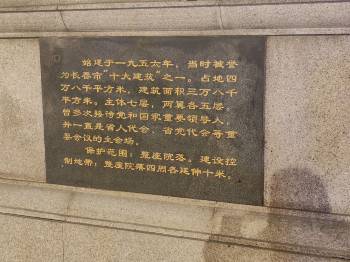 始建于一九五六年，当时被誉
为长春市"十大建筑"之一。占地四
万八千平方米，建筑面积三万八千
平方米。主体七层，两翼各五层。
曾多次接待党和国家重要领导人，
并一直是省人代会、省党代会等重
要会议的主会场。
保护范围：整座院落。建设控
制地带：整座院落四周各延伸十米。